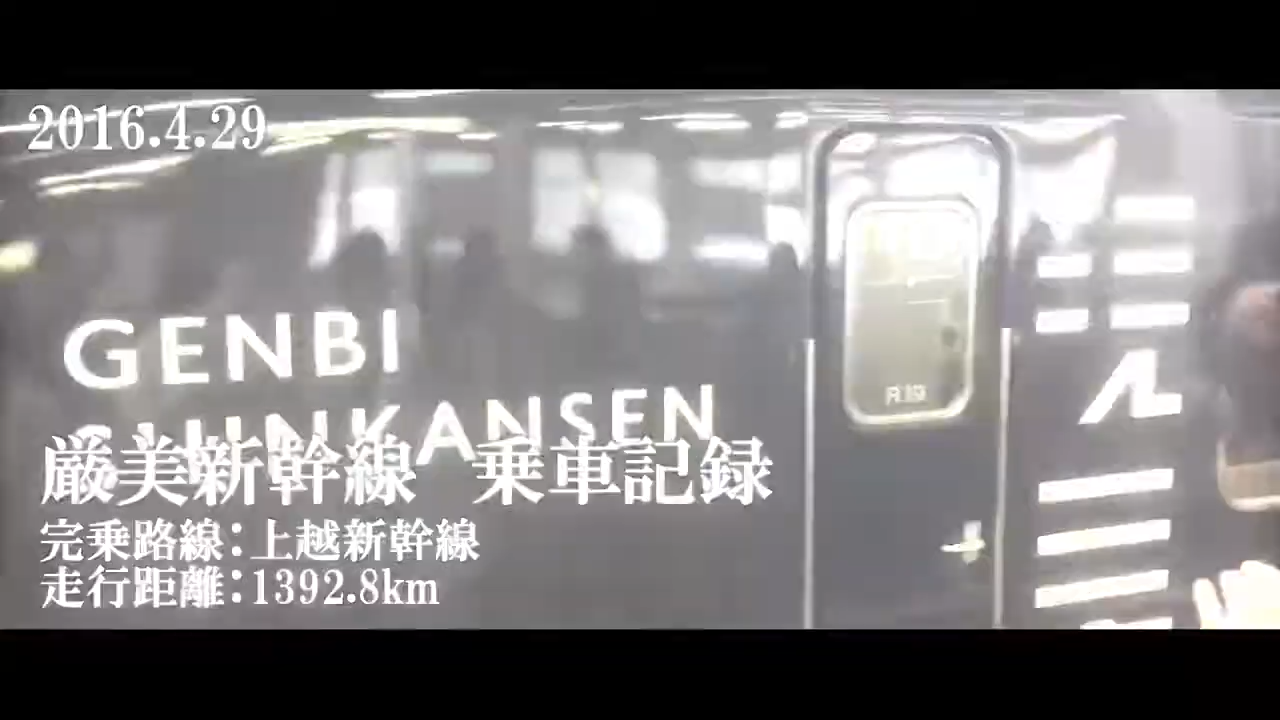 2016.4.29
GENBI
SHINKANSEN
R19
厳美新幹線　乗車記録
完乗路線：上越新幹線
走行距離：1392.8km